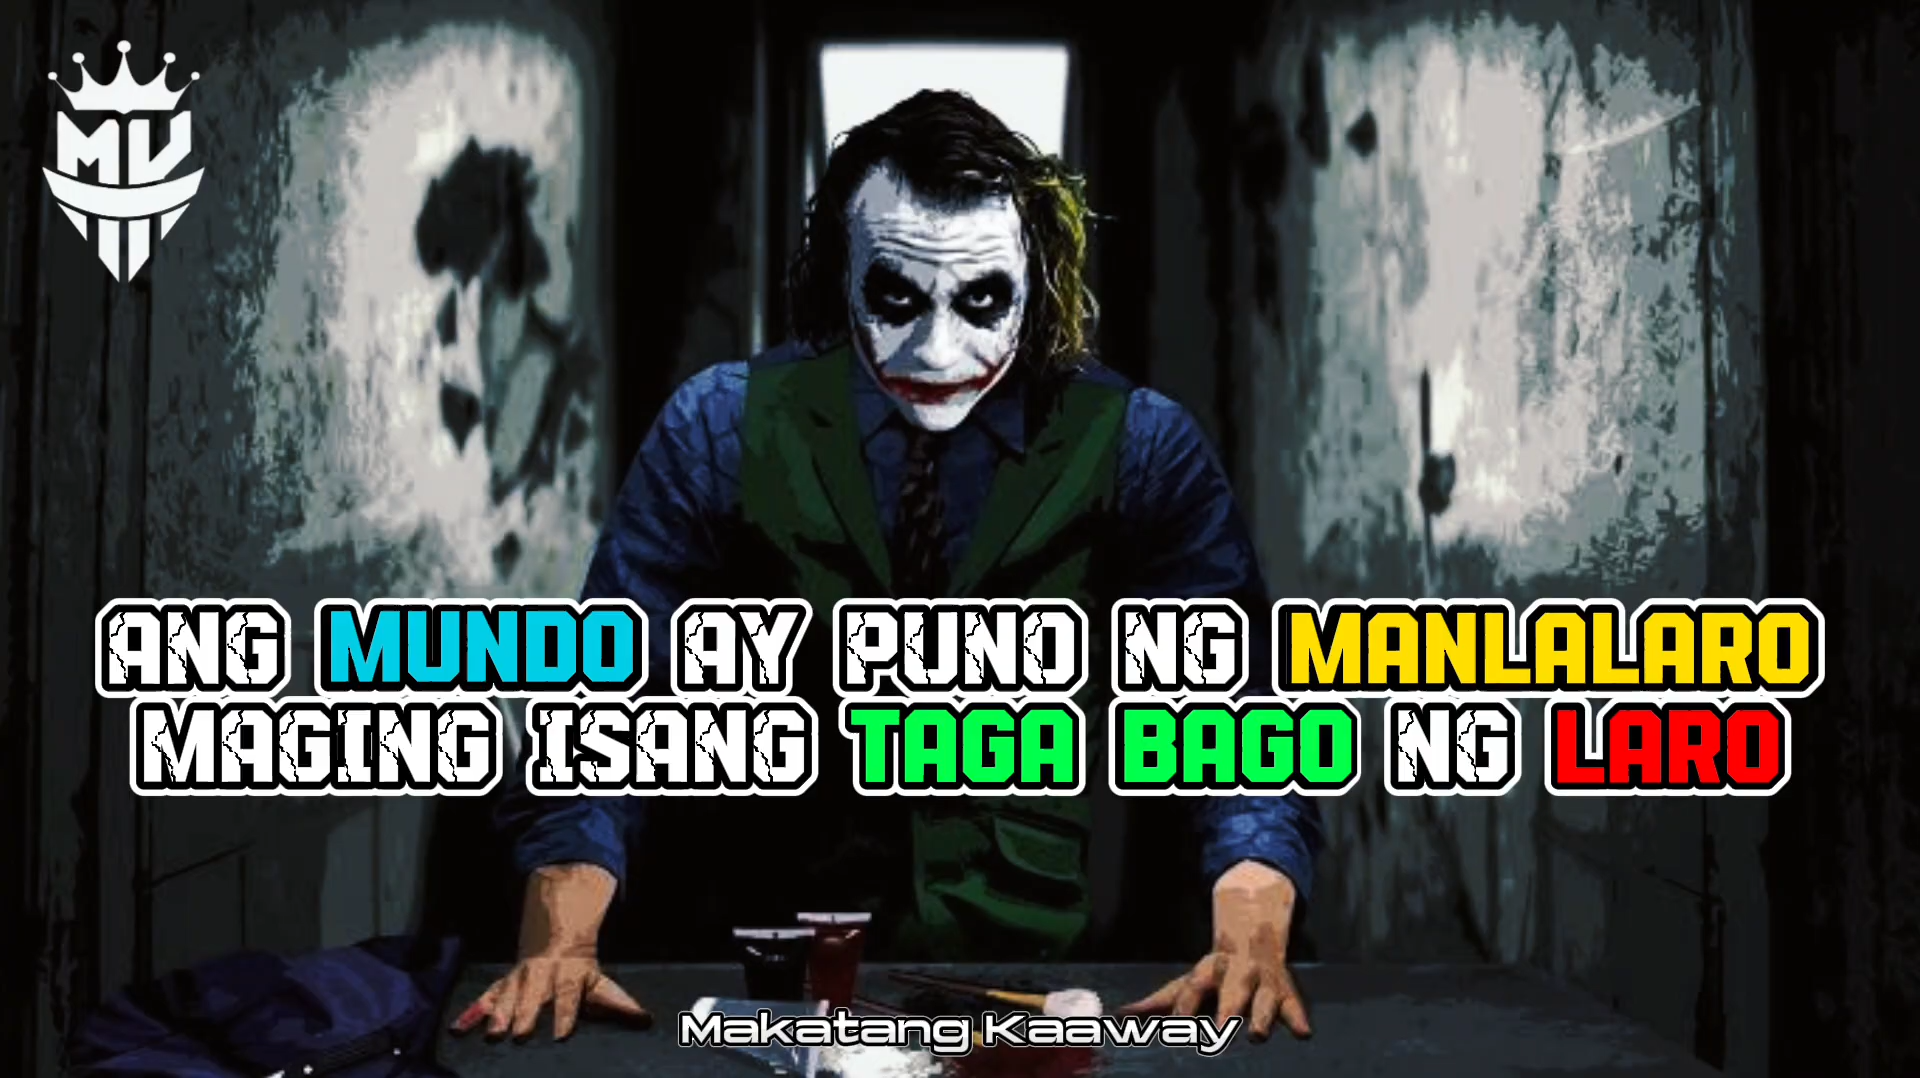 MV
ANG MUNDO AY PUNO NG MANLALARO
MAGING ISANG TAGA BAGO NG LARO
Makatang Kaaway